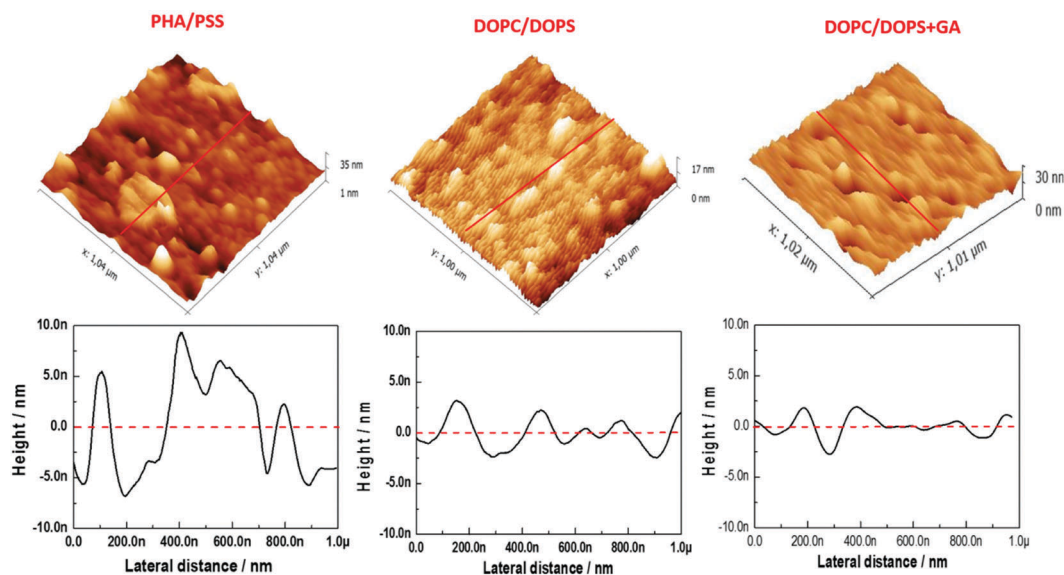 PHA/PSS
DOPC/DOPS
DOPC/DOPS+GA
35 nm
1 nm
x: 1,04 µm
y: 1,04 µm
17 nm
0 nm
y: 1,00 µm
x: 1,00 µm
30 nm
0 nm
x: 1,02 µm
y: 1,01 µm
10.0n
5.0n
0.0
-5.0n
-10.0n
Height / nm
0.0 200.0n 400.0n 600.0n 800.0n 1.0µ
Lateral distance / nm
10.0n
5.0n
0.0
-5.0n
-10.0n
Height / nm
0.0 200.0n 400.0n 600.0n 800.0n 1.0µ
Lateral distance / nm
10.0n
5.0n
0.0
-5.0n
-10.0n
Height / nm
0.0 200.0n 400.0n 600.0n 800.0n 1.0µ
Lateral distance / nm